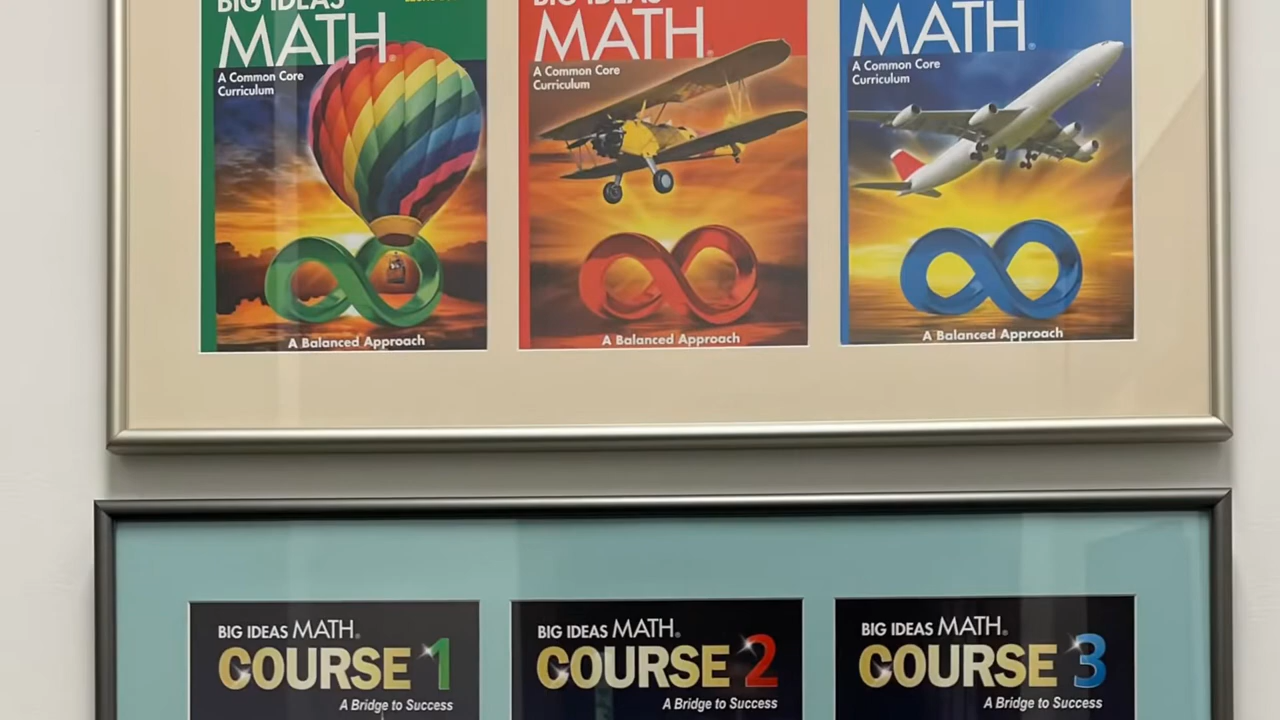 BIG IDEAS
MATH®
A Common Core
Curriculum
A Balanced Approach
BIG IDEAS
MATH®
A Common Core
Curriculum
A Balanced Approach
MATH®
A Common Core
Curriculum
A Balanced Approach
BIG IDEAS MATH®
COURSE 1
A Bridge to Success
BIG IDEAS MATH®
COURSE 2
A Bridge to Success
BIG IDEAS MATH®
COURSE 3
A Bridge to Success